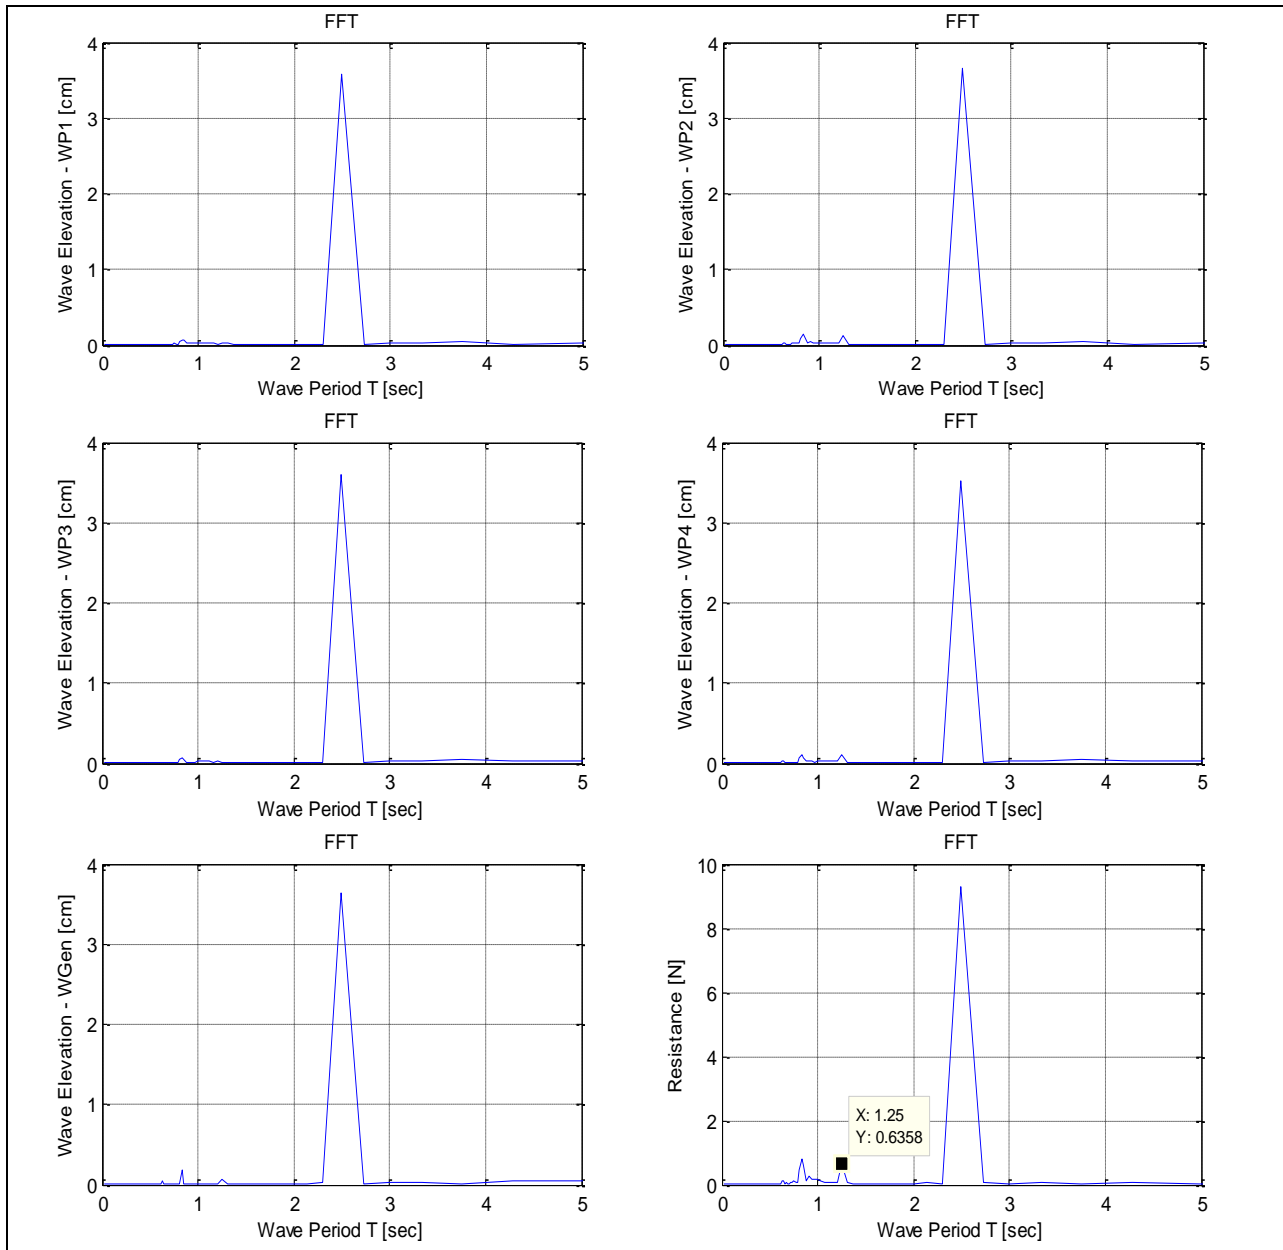 FFT
Wave Elevation - WP1 [cm]
4
3
2
1
0
0 1 2 3 4 5
Wave Period T [sec]
FFT
Wave Elevation - WP2 [cm]
4
3
2
1
0
0 1 2 3 4 5
Wave Period T [sec]
FFT
Wave Elevation - WP3 [cm]
4
3
2
1
0
0 1 2 3 4 5
Wave Period T [sec]
FFT
Wave Elevation - WP4 [cm]
4
3
2
1
0
0 1 2 3 4 5
Wave Period T [sec]
FFT
Wave Elevation - WGen [cm]
4
3
2
1
0
0 1 2 3 4 5
Wave Period T [sec]
FFT
Resistance [N]
10
8
6
4
2
0
X: 1.25
Y: 0.6358
0 1 2 3 4 5
Wave Period T [sec]